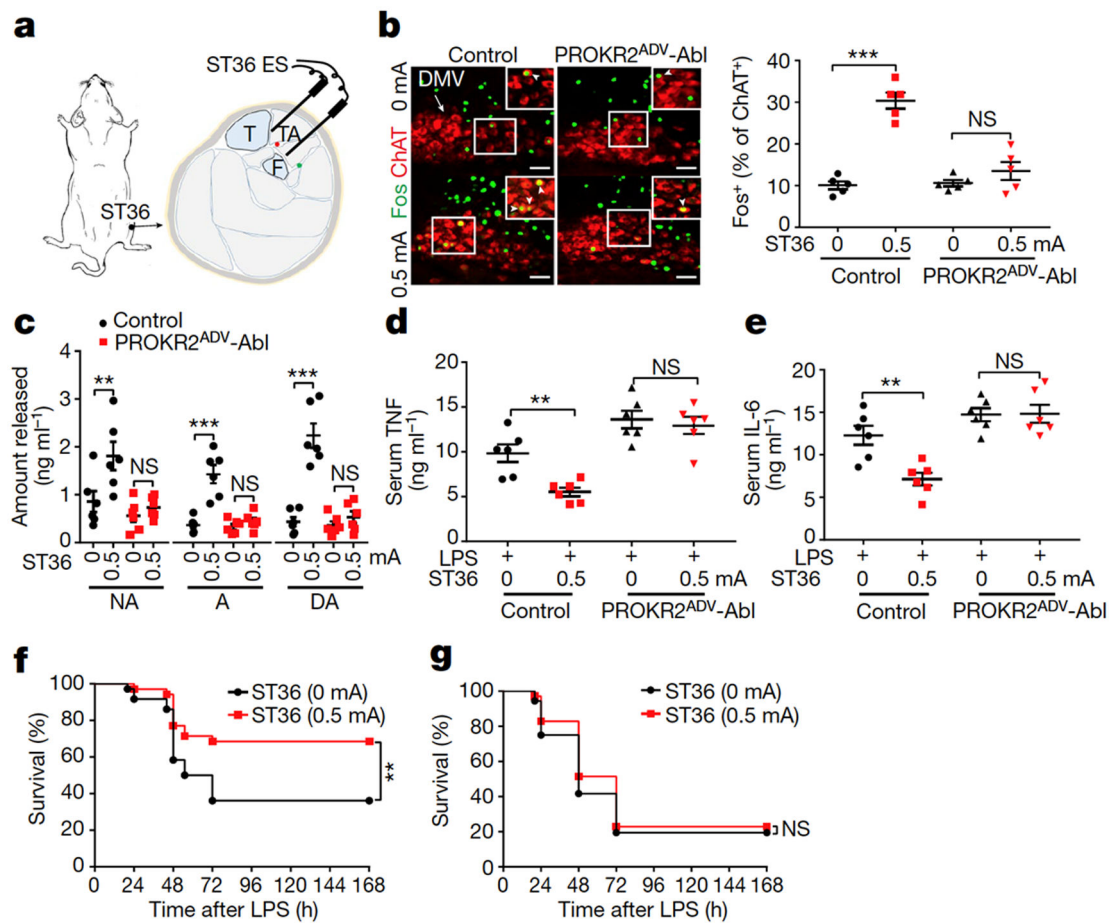 a
ST36 ES
T
TA
F
ST36
b
Control
PROKR2ADV-Abl
DMV
0 mA
0.5 mA
Fos ChAT
Fos+ (% of ChAT+)
40
30
20
10
0
***
NS
ST36
0
0.5
0
0.5 mA
Control
PROKR2ADV-Abl
c
Control
PROKR2ADV-Abl
Amount released
(ng ml−1)
4
3
2
1
0
**
NS
***
NS
***
NS
ST36
0
0.5
0
0.5
0
0.5
0
0.5
0
0.5
0
0.5
mA
NA
A
DA
d
Serum TNF
(ng ml−1)
20
15
10
5
0
**
NS
LPS
+
+
+
+
ST36
0
0.5
0
0.5 mA
Control
PROKR2ADV-Abl
e
Serum IL-6
(ng ml−1)
20
15
10
5
0
**
NS
LPS
+
+
+
+
ST36
0
0.5
0
0.5 mA
Control
PROKR2ADV-Abl
f
ST36 (0 mA)
ST36 (0.5 mA)
Survival (%)
100
80
60
40
20
0
**
0 24 48 72 96 120 144 168
Time after LPS (h)
g
ST36 (0 mA)
ST36 (0.5 mA)
Survival (%)
100
80
60
40
20
0
NS
0 24 48 72 96 120 144 168
Time after LPS (h)